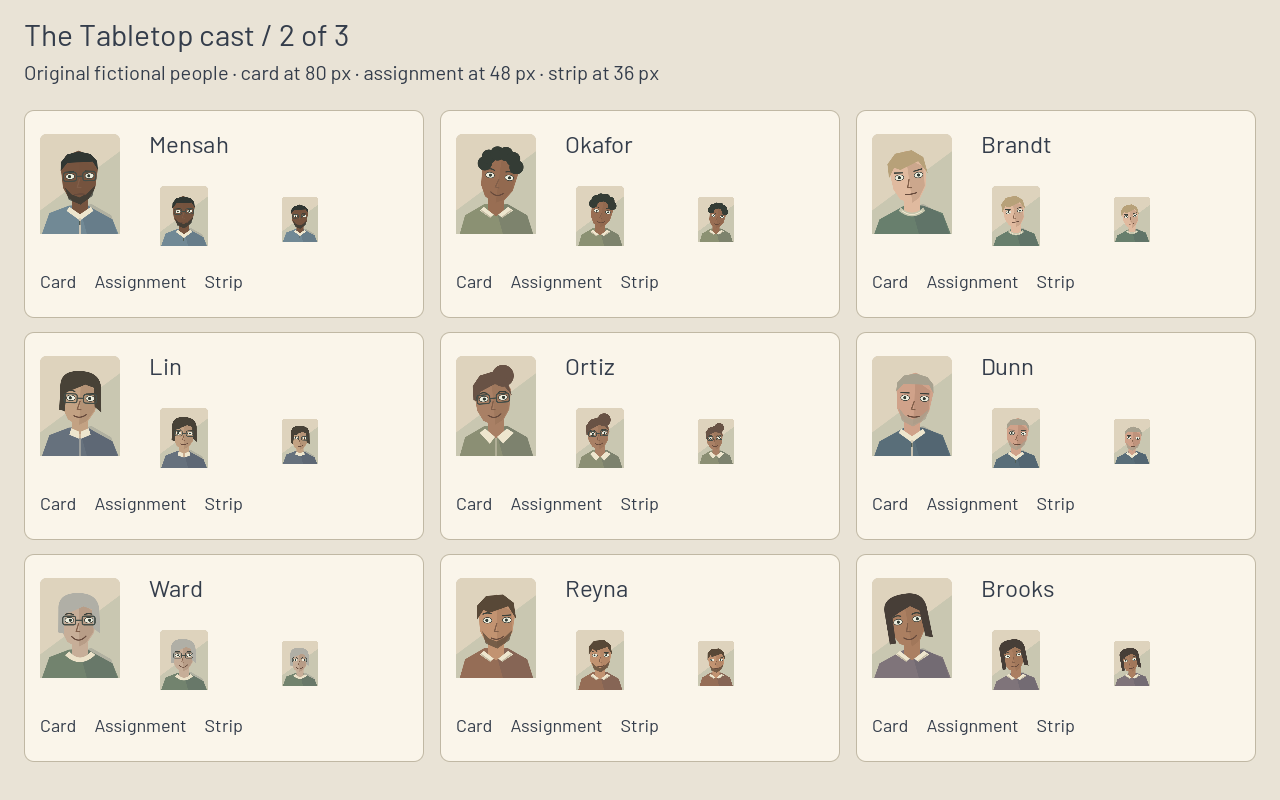 The Tabletop cast / 2 of 3
Original fictional people · card at 80 px · assignment at 48 px · strip at 36 px
Mensah
Card Assignment Strip
Okafor
Card Assignment Strip
Brandt
Card Assignment Strip
Lin
Card Assignment Strip
Ortiz
Card Assignment Strip
Dunn
Card Assignment Strip
Ward
Card Assignment Strip
Reyna
Card Assignment Strip
Brooks
Card Assignment Strip